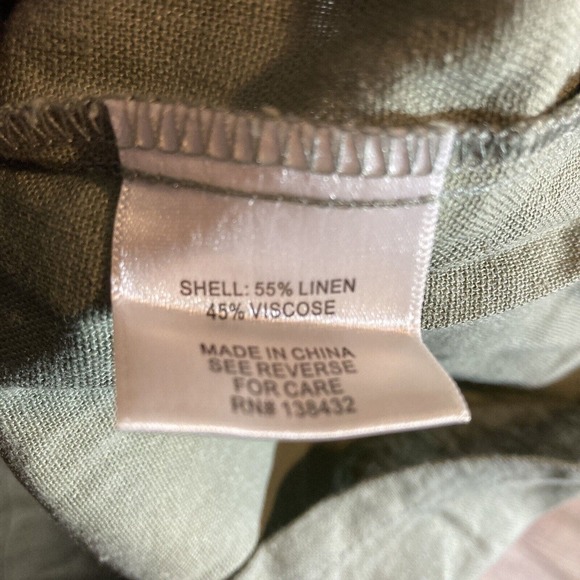 SHELL: 55% LINEN
45% VISCOSE
MADE IN CHINA
SEE REVERSE
FOR CARE
RN# 138432